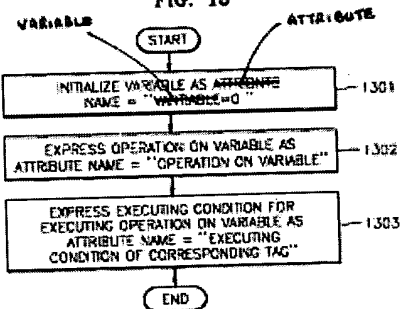 FIG. 13
VARIABLE
ATTRIBUTE
START
INITIALIZE VARIABLE AS ATTRIBUTE
NAME = "VARIABLE=0"
1301
EXPRESS OPERATION ON VARIABLE AS
ATTRIBUTE NAME = "OPERATION ON VARIABLE"
1302
EXPRESS EXECUTING CONDITION FOR
EXECUTING OPERATION ON VARIABLE AS
ATTRIBUTE NAME = "EXECUTING
CONDITION OF CORRESPONDING TAG"
1303
END